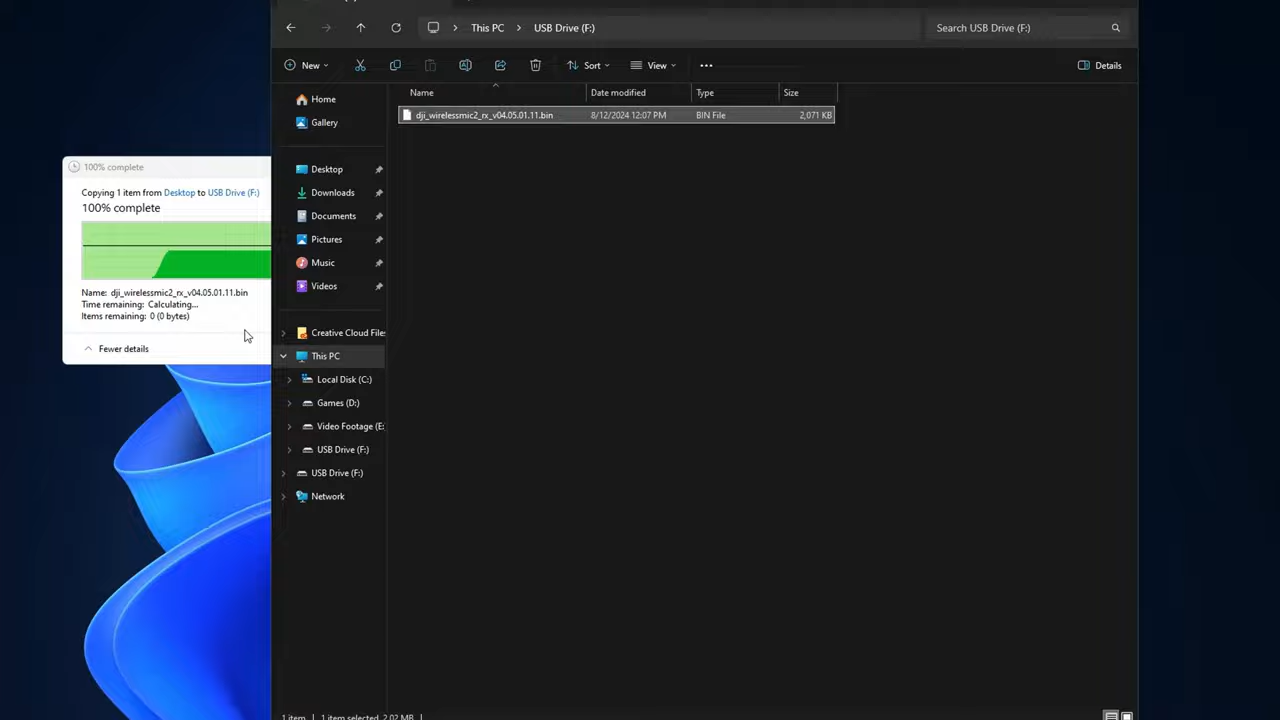 This PC > USB Drive (F:)
Search USB Drive (F:)
New
Sort
View
Details
Name
Date modified
Type
Size
dji_wirelessmic2_rx_v04.05.01.11.bin
8/12/2024 12:07 PM
BIN File
2,071 KB
Home
Gallery
Desktop
Downloads
Documents
Pictures
Music
Videos
Creative Cloud Files
This PC
Local Disk (C:)
Games (D:)
Video Footage (E:
USB Drive (F:)
USB Drive (F:)
Network
1 item
1 item selected 2.02 MB
100% complete
Copying 1 item from Desktop to USB Drive (F:)
100% complete
Name: dji_wirelessmic2_rx_v04.05.01.11.bin
Time remaining: Calculating...
Items remaining: 0 (0 bytes)
Fewer details